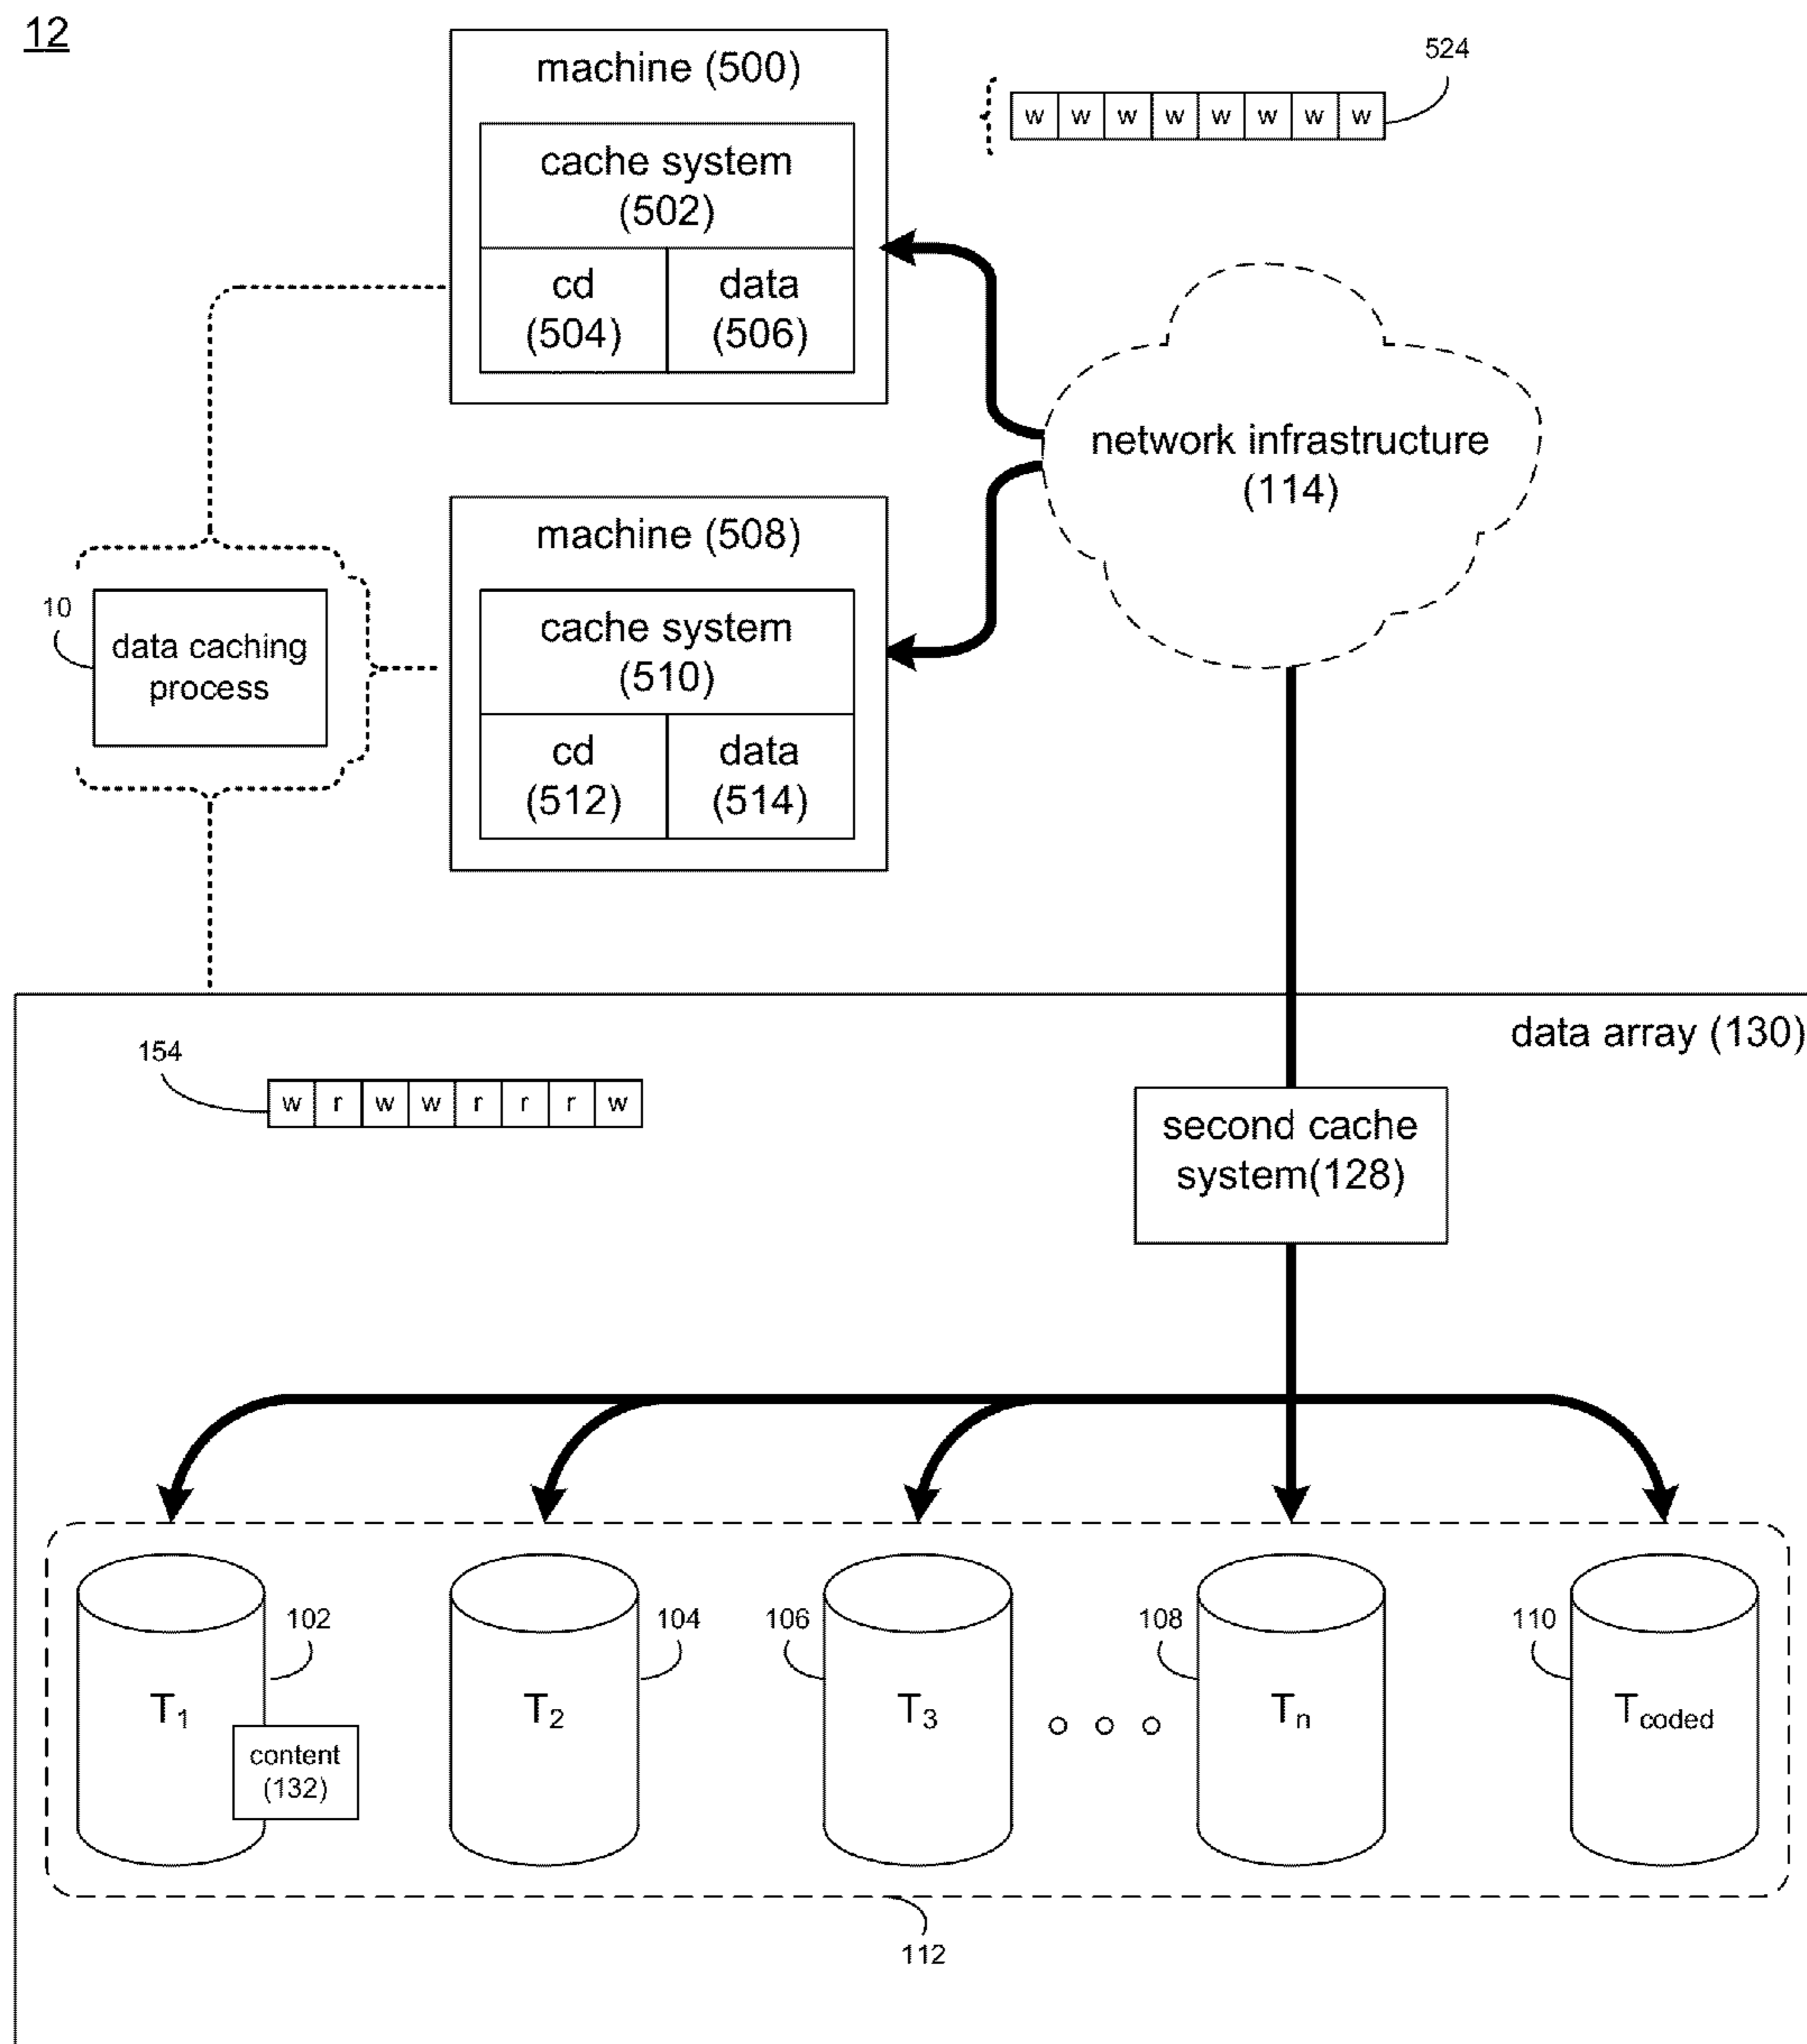 12
machine (500)
524
w w w w w w w w
cache system
(502)
cd
(504)
data
(506)
network infrastructure
(114)
machine (508)
10
data caching
process
cache system
(510)
cd
(512)
data
(514)
data array (130)
154
w r w w r r r w
second cache
system(128)
102
104
106
108
110
T1
T2
T3
Tn
Tcoded
content
(132)
112